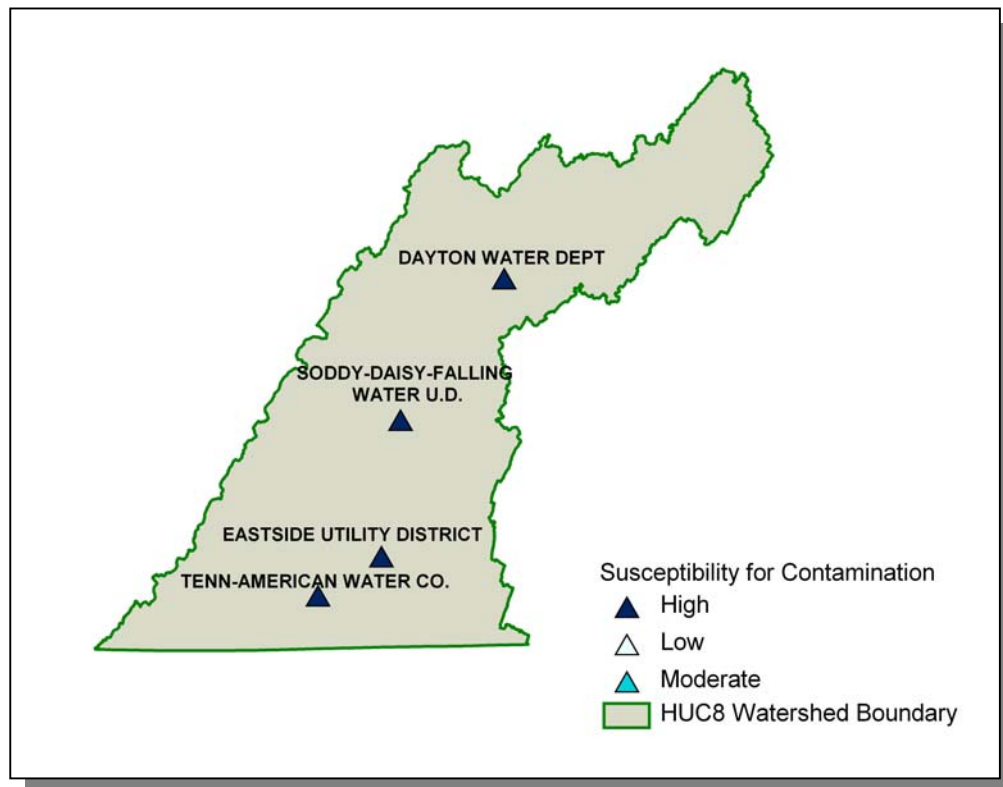 DAYTON WATER DEPT
SODDY-DAISY-FALLING
WATER U.D.
EASTSIDE UTILITY DISTRICT
TENN-AMERICAN WATER CO.
Susceptibility for Contamination
High
Low
Moderate
HUC8 Watershed Boundary